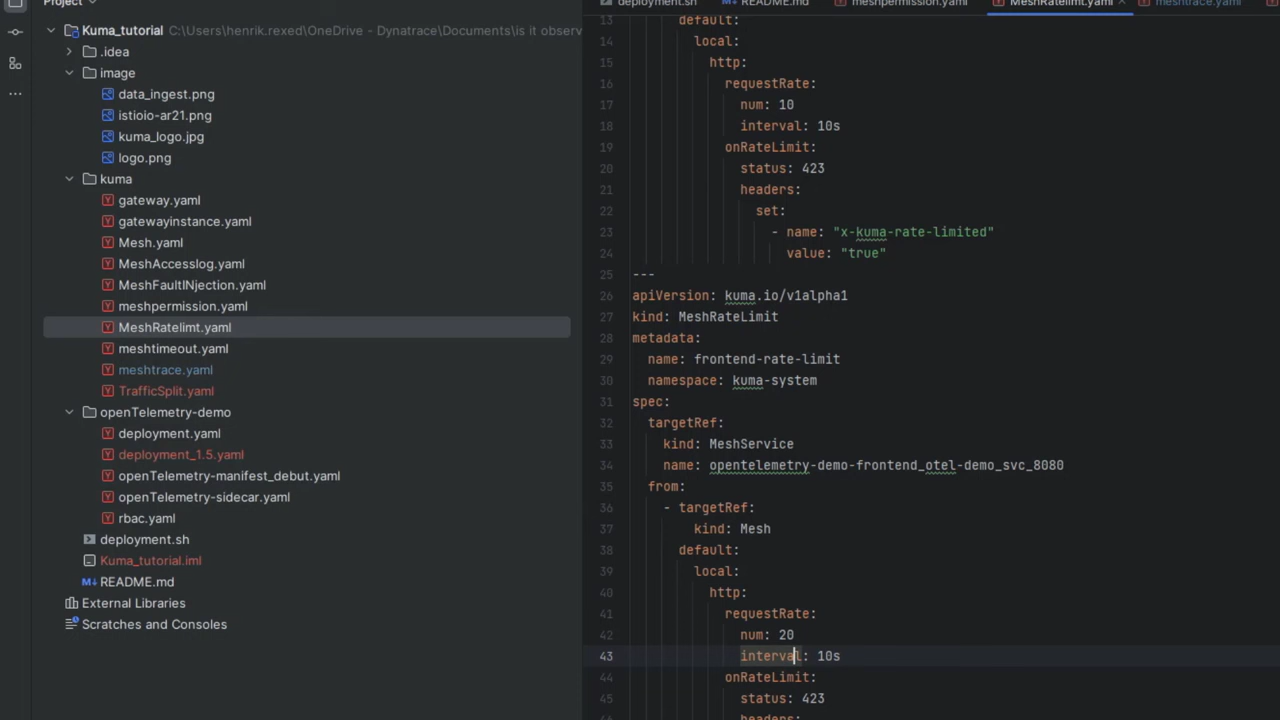 Project
Kuma_tutorial C:\Users\henrik.rexed\OneDrive - Dynatrace\Documents\is it observ
.idea
image
data_ingest.png
istioio-ar21.png
kuma_logo.jpg
logo.png
kuma
gateway.yaml
gatewayinstance.yaml
Mesh.yaml
MeshAccesslog.yaml
MeshFaultINjection.yaml
meshpermission.yaml
MeshRatelimt.yaml
meshtimeout.yaml
meshtrace.yaml
TrafficSplit.yaml
openTelemetry-demo
deployment.yaml
deployment_1.5.yaml
openTelemetry-manifest_debut.yaml
openTelemetry-sidecar.yaml
rbac.yaml
deployment.sh
Kuma_tutorial.iml
README.md
External Libraries
Scratches and Consoles
deployment.sh README.md meshpermission.yaml MeshRatelimt.yaml meshtrace.yaml
13 default:
14 local:
15 http:
16 requestRate:
17 num: 10
18 interval: 10s
19 onRateLimit:
20 status: 423
21 headers:
22 set:
23 - name: "x-kuma-rate-limited"
24 value: "true"
25 ---
26 apiVersion: kuma.io/v1alpha1
27 kind: MeshRateLimit
28 metadata:
29 name: frontend-rate-limit
30 namespace: kuma-system
31 spec:
32 targetRef:
33 kind: MeshService
34 name: opentelemetry-demo-frontend_otel-demo_svc_8080
35 from:
36 - targetRef:
37 kind: Mesh
38 default:
39 local:
40 http:
41 requestRate:
42 num: 20
43 interval: 10s
44 onRateLimit:
45 status: 423
46 headers: